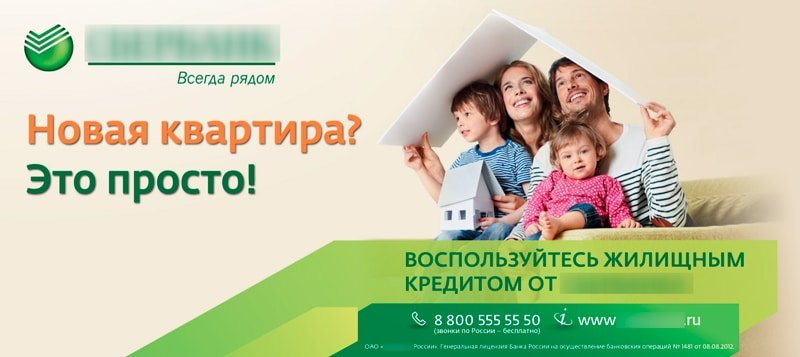 Всегда рядом
Новая квартира?
Это просто!
ВОСПОЛЬЗУЙТЕСЬ ЖИЛИЩНЫМ
КРЕДИТОМ ОТ
8 800 555 55 50
(звонки по России – бесплатно)
www .ru
ОАО « России». Генеральная лицензия Банка России на осуществление банковских операций № 1481 от 08.08.2012.